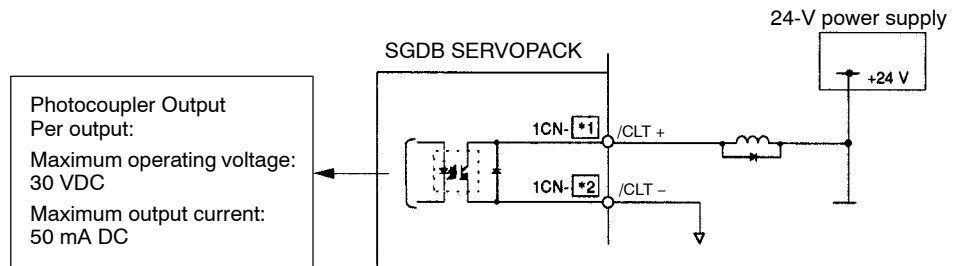 24-V power supply
SGDB SERVOPACK
+24 V
Photocoupler Output
Per output:
Maximum operating voltage:
30 VDC
Maximum output current:
50 mA DC
1CN- *1 /CLT +
1CN- *2 /CLT –